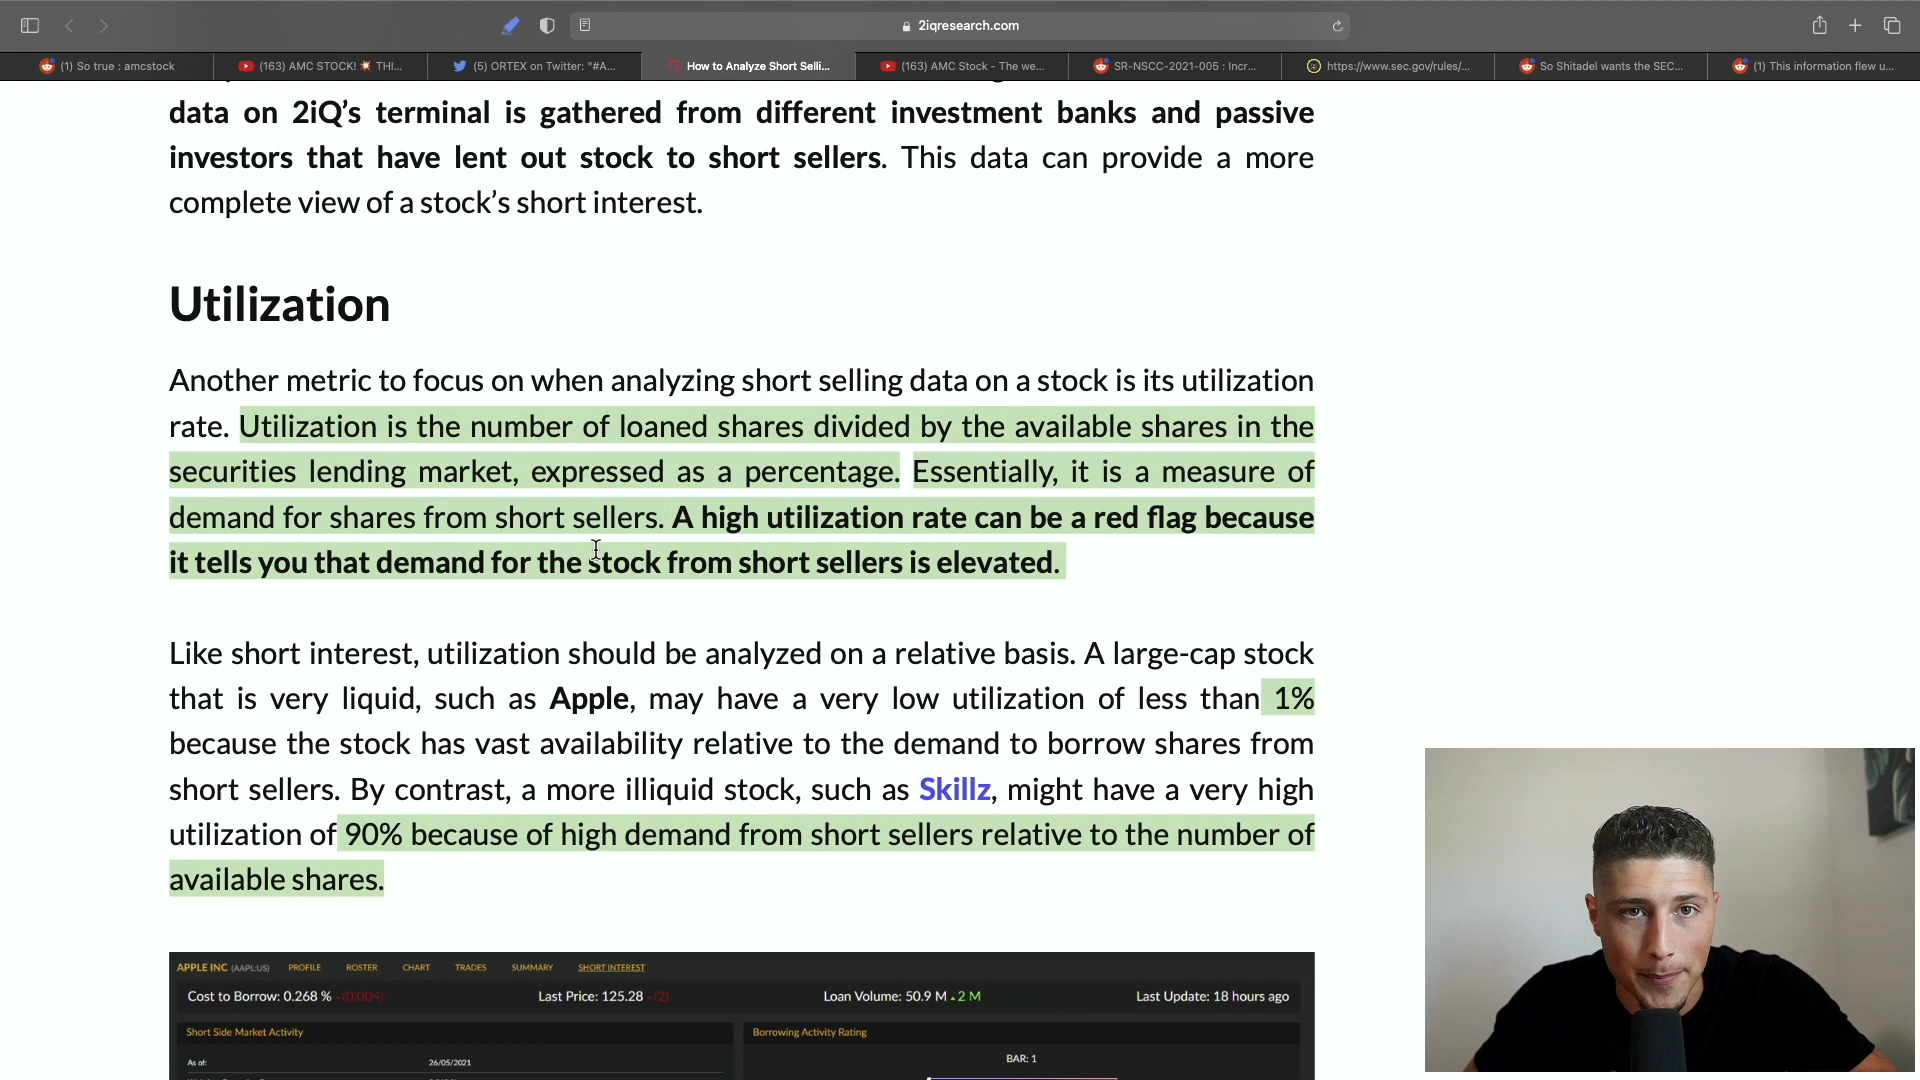 2iqresearch.com
(1) So true : amcstock
(163) AMC STOCK!💥 THI...
(5) ORTEX on Twitter: "#A...
How to Analyze Short Selli...
(163) AMC Stock - The we...
SR-NSCC-2021-005 : Incr...
https://www.sec.gov/rules/...
So Shitadel wants the SEC...
(1) This information flew u...
data on 2iQ’s terminal is gathered from different investment banks and passive
investors that have lent out stock to short sellers. This data can provide a more
complete view of a stock’s short interest.
Utilization
Another metric to focus on when analyzing short selling data on a stock is its utilization
rate. Utilization is the number of loaned shares divided by the available shares in the
securities lending market, expressed as a percentage. Essentially, it is a measure of
demand for shares from short sellers. A high utilization rate can be a red flag because
it tells you that demand for the stock from short sellers is elevated.
Like short interest, utilization should be analyzed on a relative basis. A large-cap stock
that is very liquid, such as Apple, may have a very low utilization of less than 1%
because the stock has vast availability relative to the demand to borrow shares from
short sellers. By contrast, a more illiquid stock, such as Skillz, might have a very high
utilization of 90% because of high demand from short sellers relative to the number of
available shares.
APPLE INC (AAPL:US) PROFILE ROSTER CHART TRADES SUMMARY SHORT INTEREST
Cost to Borrow: 0.268 % (0.004) Last Price: 125.28 (2) Loan Volume: 50.9 M 2 M Last Update: 18 hours ago
Short Side Market Activity Borrowing Activity Rating
As of: 26/05/2021 BAR: 1